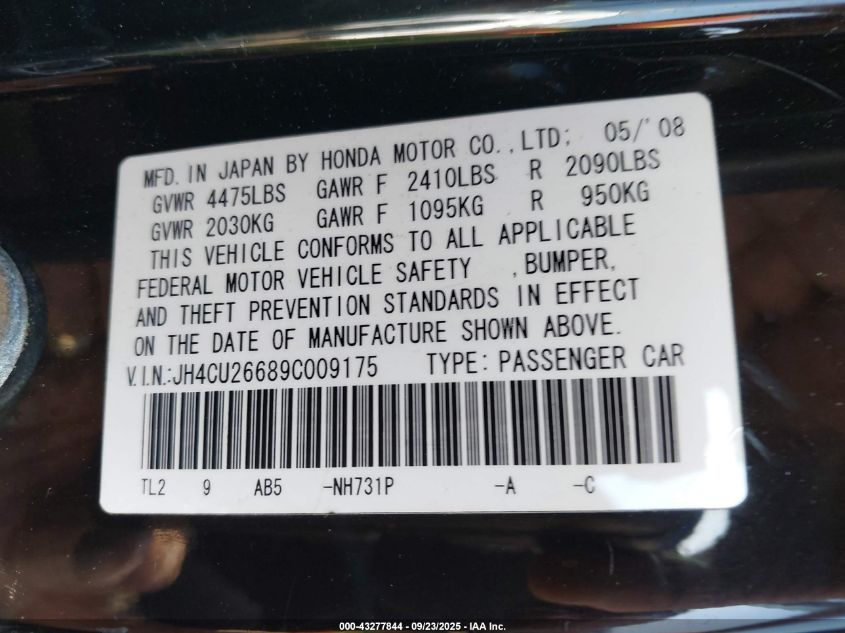 MFD. IN JAPAN BY HONDA MOTOR CO., LTD; 05/'08
GVWR 4475LBS GAWR F 2410LBS R 2090LBS
GVWR 2030KG GAWR F 1095KG R 950KG
THIS VEHICLE CONFORMS TO ALL APPLICABLE
FEDERAL MOTOR VEHICLE SAFETY , BUMPER,
AND THEFT PREVENTION STANDARDS IN EFFECT
ON THE DATE OF MANUFACTURE SHOWN ABOVE.
V.I.N.:JH4CU26689C009175 TYPE: PASSENGER CAR
TL2 9 AB5 -NH731P -A -C
000-43277844 - 09/23/2025 - IAA Inc.